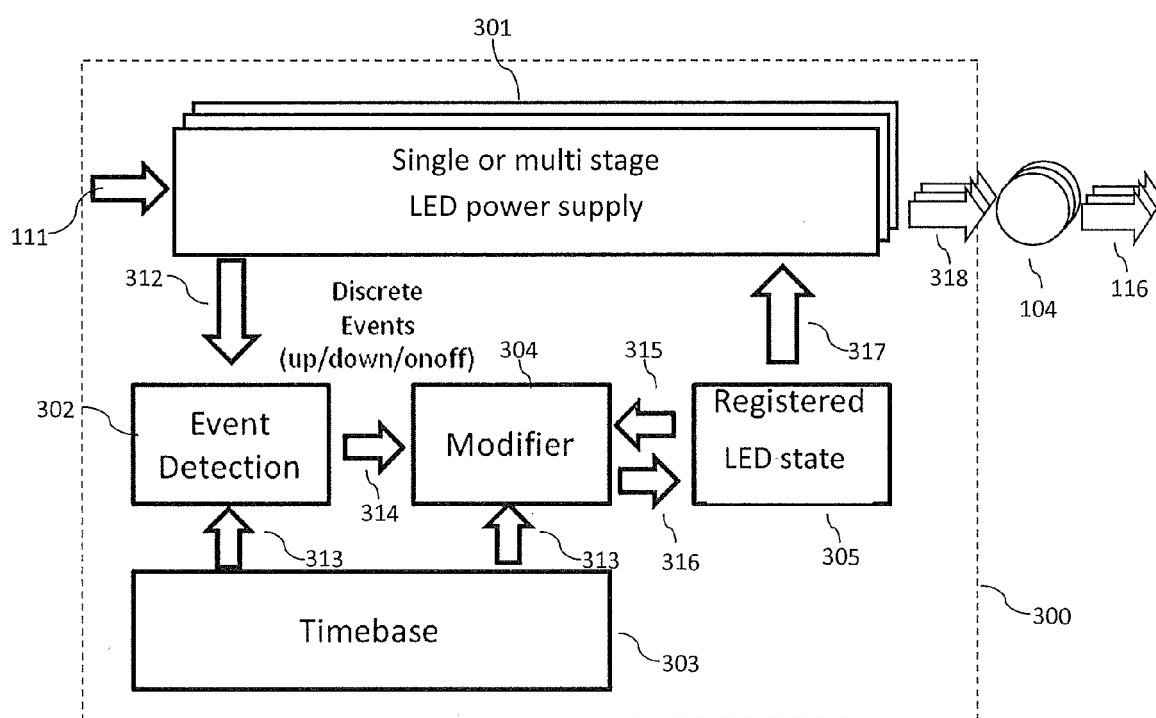 301
Single or multi stage
LED power supply
111
318
104
116
312
Discrete
Events
(up/down/onoff)
304
315
317
302
Event
Detection
Modifier
Registered
LED state
314
316
305
313
313
Timebase
303
300